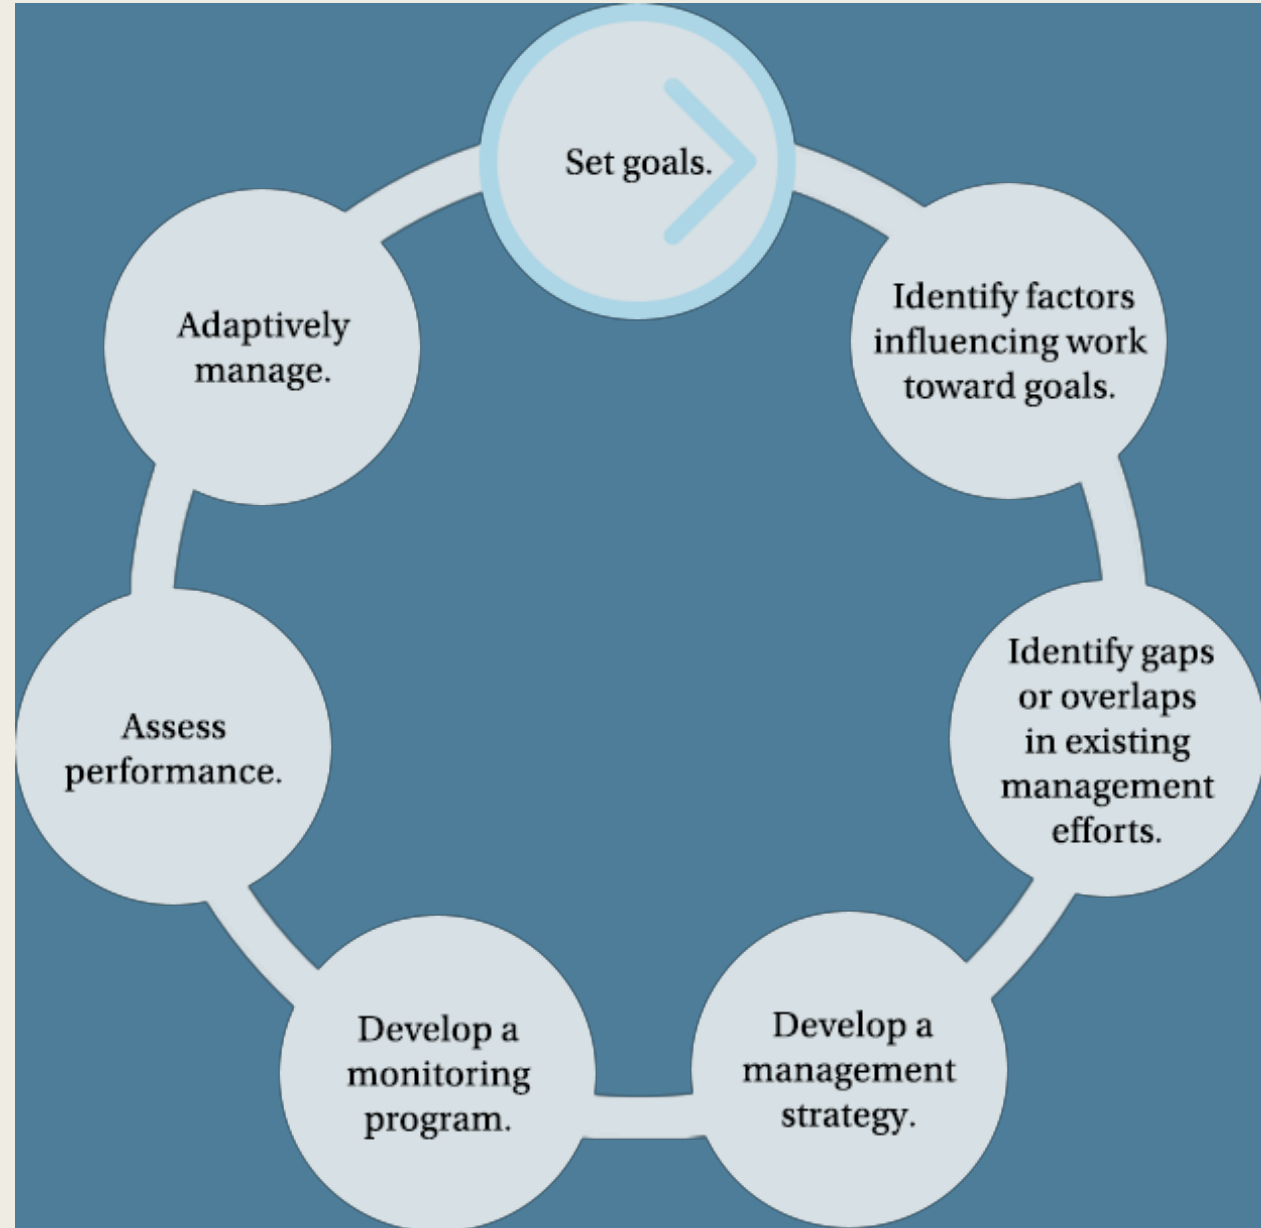 Set goals.
Identify factors
influencing work
toward goals.
Identify gaps
or overlaps
in existing
management
efforts.
Develop a
management
strategy.
Develop a
monitoring
program.
Assess
performance.
Adaptively
manage.